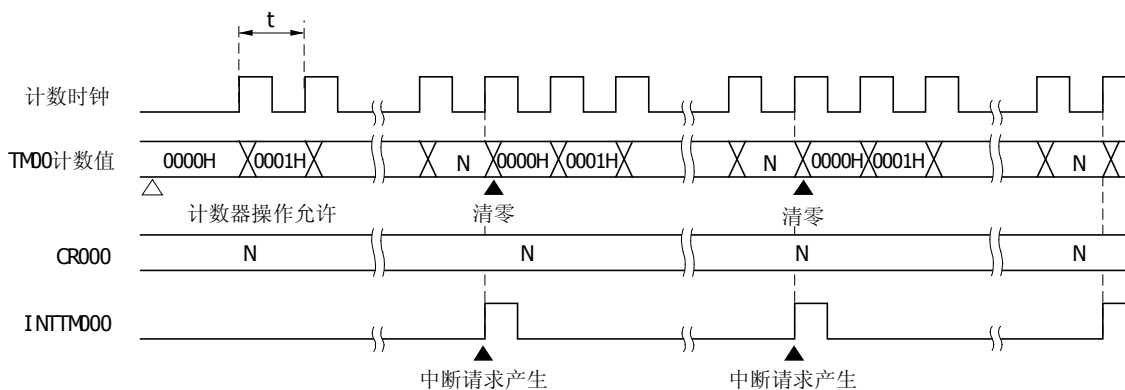 t
计数时钟
TM00计数值 0000H 0001H N 0000H 0001H N 0000H 0001H N
计数器操作允许 清零 清零
CR000 N N N N
INTTM000
中断请求产生 中断请求产生